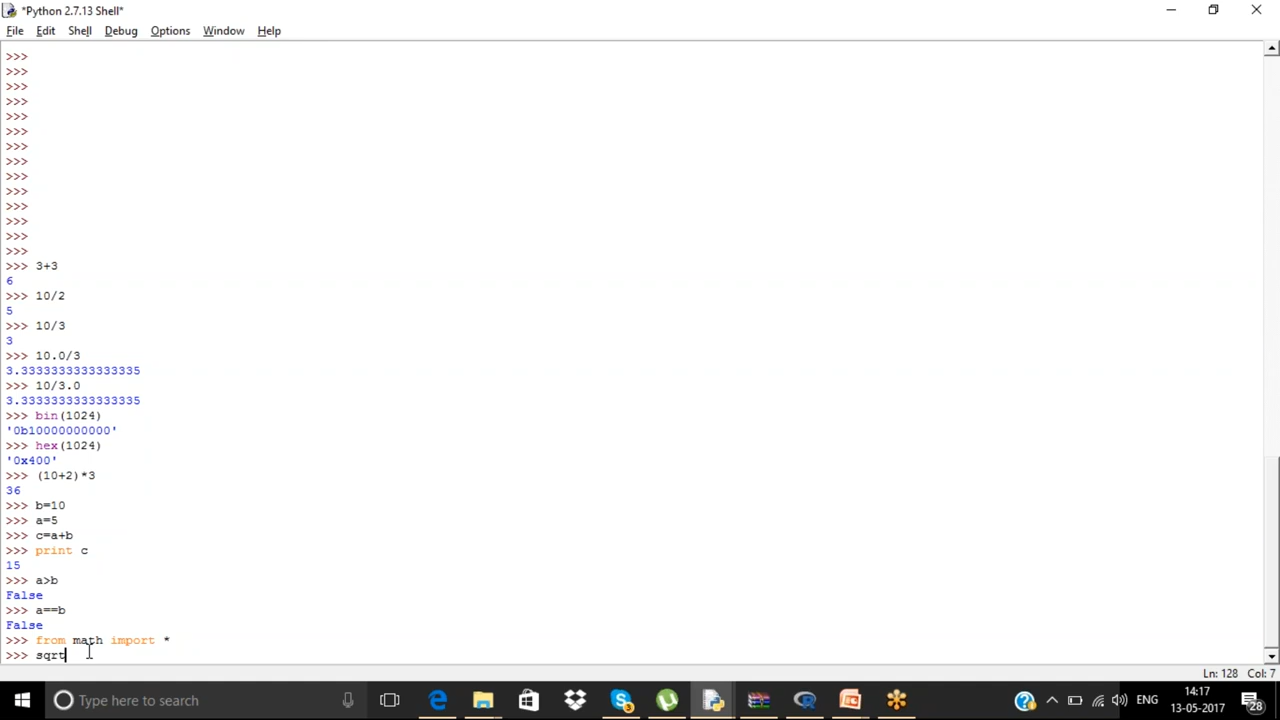 *Python 2.7.13 Shell*
File Edit Shell Debug Options Window Help
>>>
>>>
>>>
>>>
>>>
>>>
>>>
>>>
>>>
>>>
>>>
>>>
>>>
>>>
>>> 3+3
6
>>> 10/2
5
>>> 10/3
3
>>> 10.0/3
3.3333333333333335
>>> 10/3.0
3.3333333333333335
>>> bin(1024)
'0b10000000000'
>>> hex(1024)
'0x400'
>>> (10+2)*3
36
>>> b=10
>>> a=5
>>> c=a+b
>>> print c
15
>>> a>b
False
>>> a==b
False
>>> from math import *
>>> sqrt
Ln: 128 Col: 7
Type here to search
ENG
14:17
13-05-2017
28